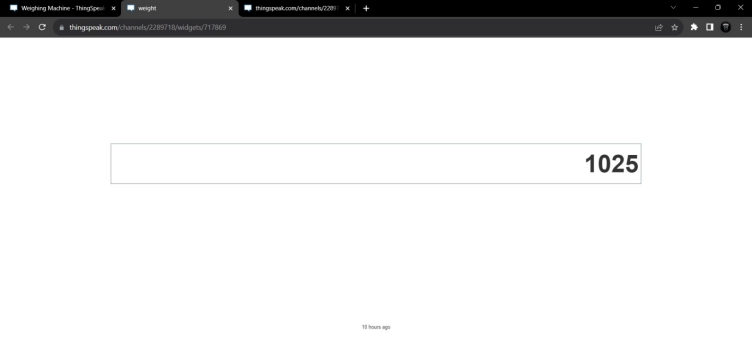 Weighing Machine - ThingSpeak
weight
thingspeak.com/channels/2289
thingspeak.com/channels/2289718/widgets/717869
1025
10 hours ago